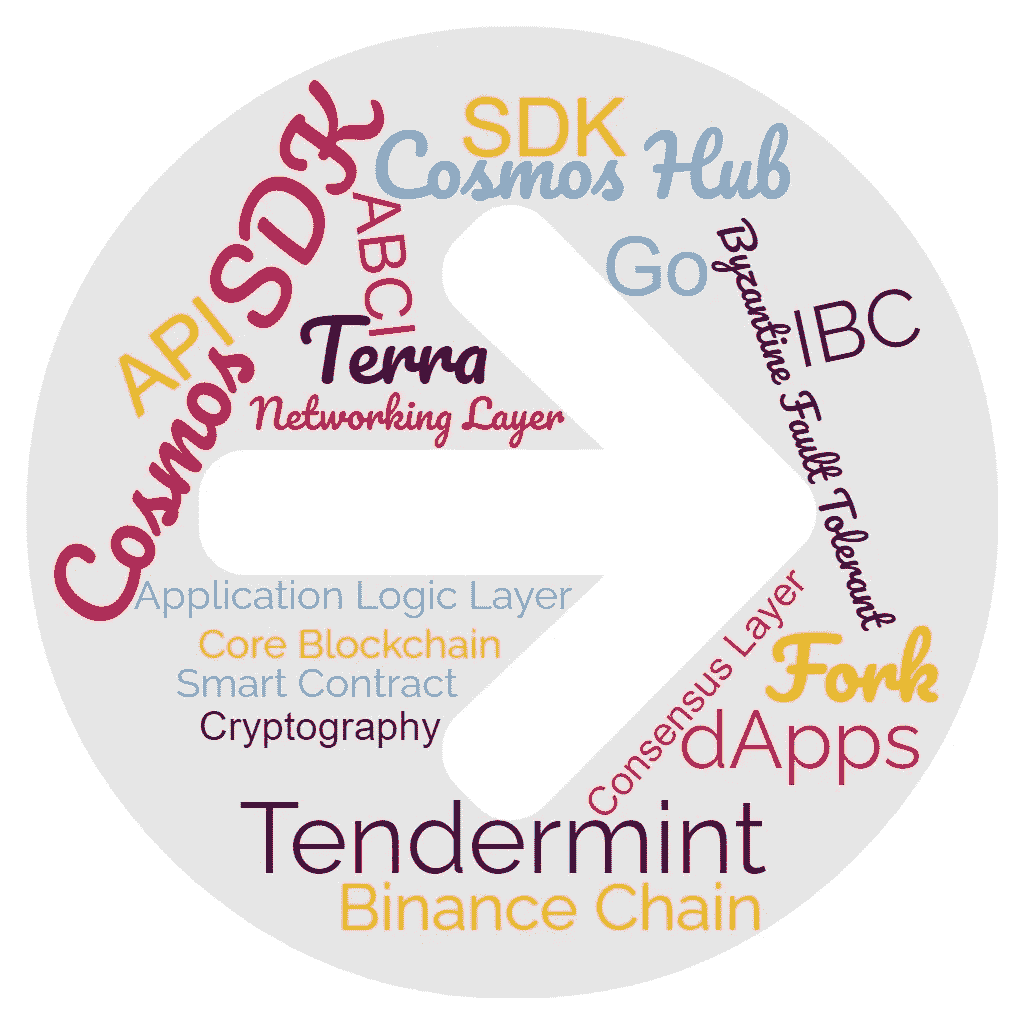 SDK
Cosmos Hub
Cosmos SDK
ABCI
Go
API
Byzantine Fault Tolerant
IBC
Terra
Networking Layer
Application Logic Layer
Core Blockchain
Smart Contract
Cryptography
Consensus Layer
Fork
dApps
Tendermint
Binance Chain